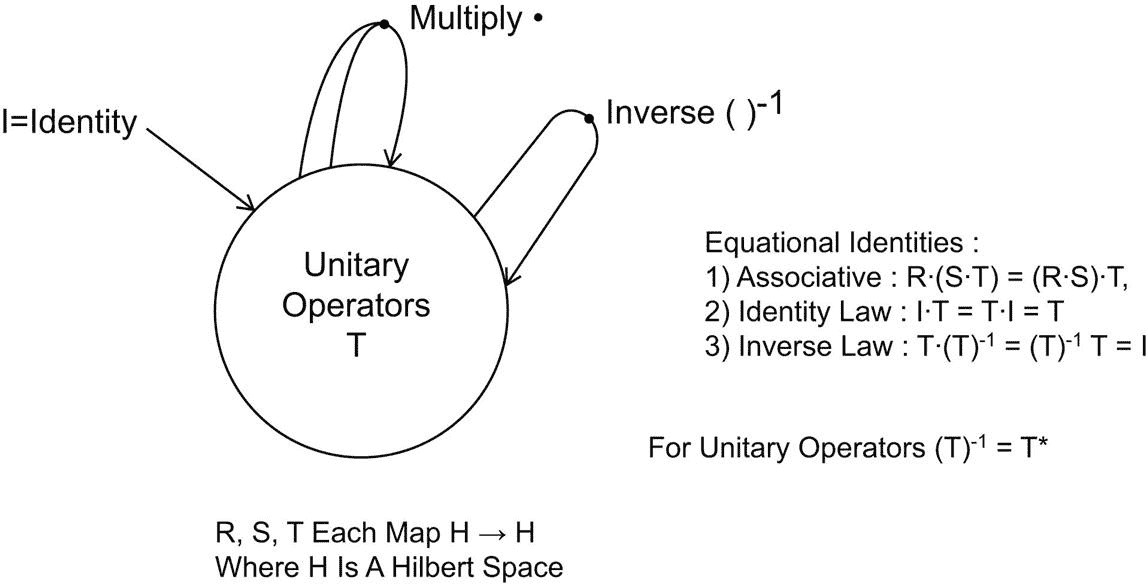 Multiply •
I=Identity
Inverse ( )-1
Unitary
Operators
T
Equational Identities :
1) Associative : R·(S·T) = (R·S)·T,
2) Identity Law : I·T = T·I = T
3) Inverse Law : T·(T)-1 = (T)-1 T = I
For Unitary Operators (T)-1 = T*
R, S, T Each Map H → H
Where H Is A Hilbert Space